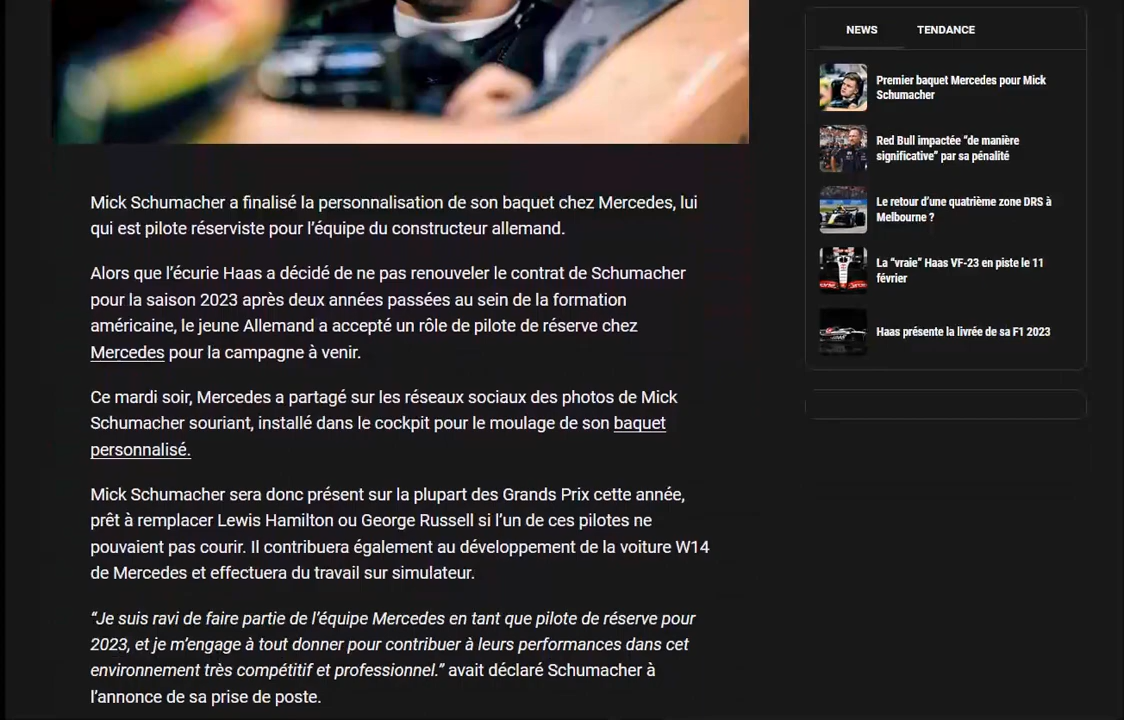 Mick Schumacher a finalisé la personnalisation de son baquet chez Mercedes, lui
qui est pilote réserviste pour l’équipe du constructeur allemand.
Alors que l’écurie Haas a décidé de ne pas renouveler le contrat de Schumacher
pour la saison 2023 après deux années passées au sein de la formation
américaine, le jeune Allemand a accepté un rôle de pilote de réserve chez
Mercedes pour la campagne à venir.
Ce mardi soir, Mercedes a partagé sur les réseaux sociaux des photos de Mick
Schumacher souriant, installé dans le cockpit pour le moulage de son baquet
personnalisé.
Mick Schumacher sera donc présent sur la plupart des Grands Prix cette année,
prêt à remplacer Lewis Hamilton ou George Russell si l’un de ces pilotes ne
pouvaient pas courir. Il contribuera également au développement de la voiture W14
de Mercedes et effectuera du travail sur simulateur.
“Je suis ravi de faire partie de l’équipe Mercedes en tant que pilote de réserve pour
2023, et je m’engage à tout donner pour contribuer à leurs performances dans cet
environnement très compétitif et professionnel.” avait déclaré Schumacher à
l’annonce de sa prise de poste.
NEWS TENDANCE
Premier baquet Mercedes pour Mick
Schumacher
Red Bull impactée “de manière
significative” par sa pénalité
Le retour d’une quatrième zone DRS à
Melbourne ?
La “vraie” Haas VF-23 en piste le 11
février
Haas présente la livrée de sa F1 2023